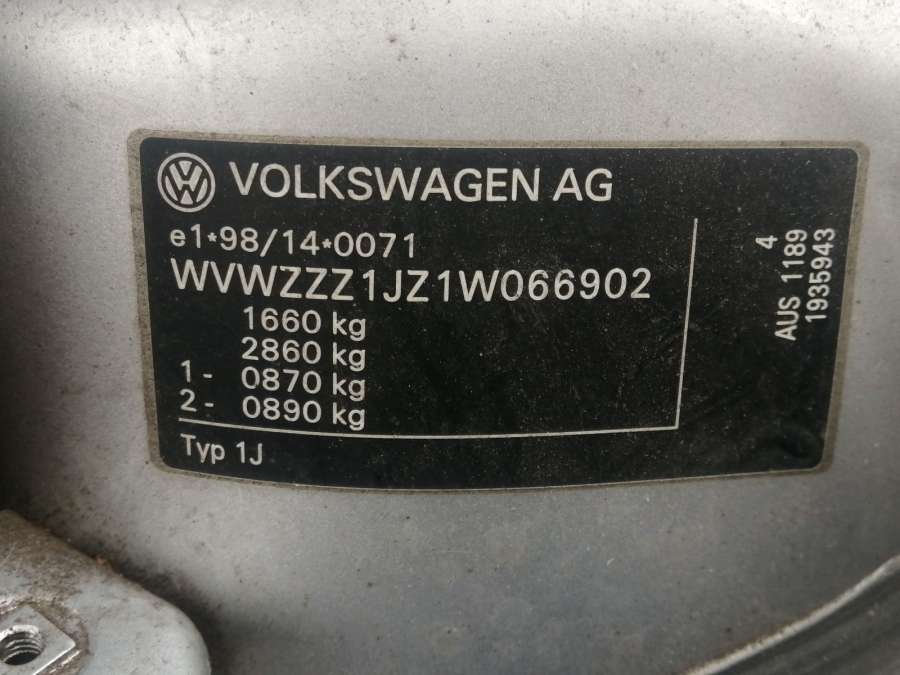 VOLKSWAGEN AG
e1*98/14*0071
WVWZZZ1JZ1W066902
1660 kg
2860 kg
1- 0870 kg
2- 0890 kg
Typ 1J
4
AUS 1189
1935943